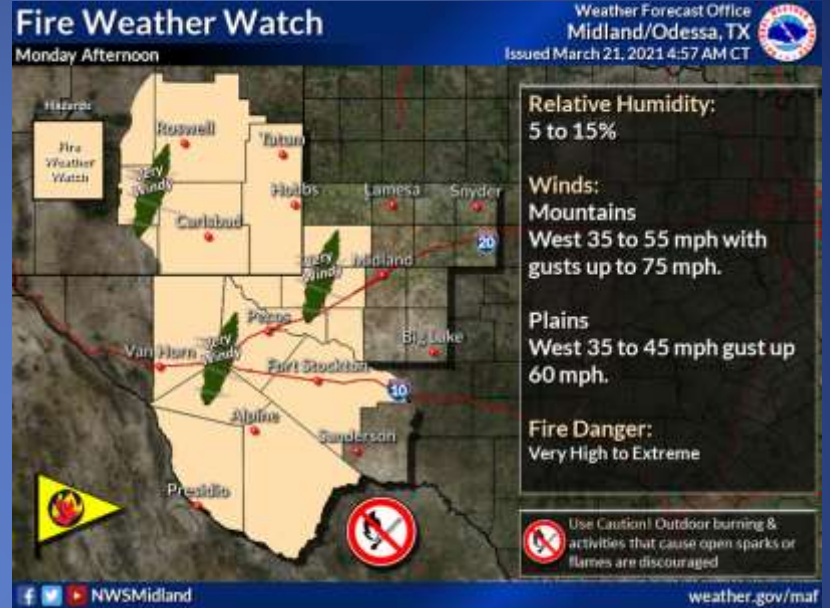 Fire Weather Watch
Monday Afternoon
Weather Forecast Office
Midland/Odessa, TX
Issued March 21, 2021 4:57 AM CT
Hazards
Fire
Weather
Watch
Roswell
Tatum
Very
Windy
Hobbs
Lamesa
Snyder
Carlsbad
20
Very
Windy
Midland
Pecos
Very
Windy
Big Lake
Van Horn
Fort Stockton
10
Alpine
Sanderson
Presidio
Relative Humidity:
5 to 15%
Winds:
Mountains
West 35 to 55 mph with
gusts up to 75 mph.
Plains
West 35 to 45 mph gust up
60 mph.
Fire Danger:
Very High to Extreme
Use Caution! Outdoor burning &
activities that cause open sparks or
flames are discouraged
NWSMidland
weather.gov/maf